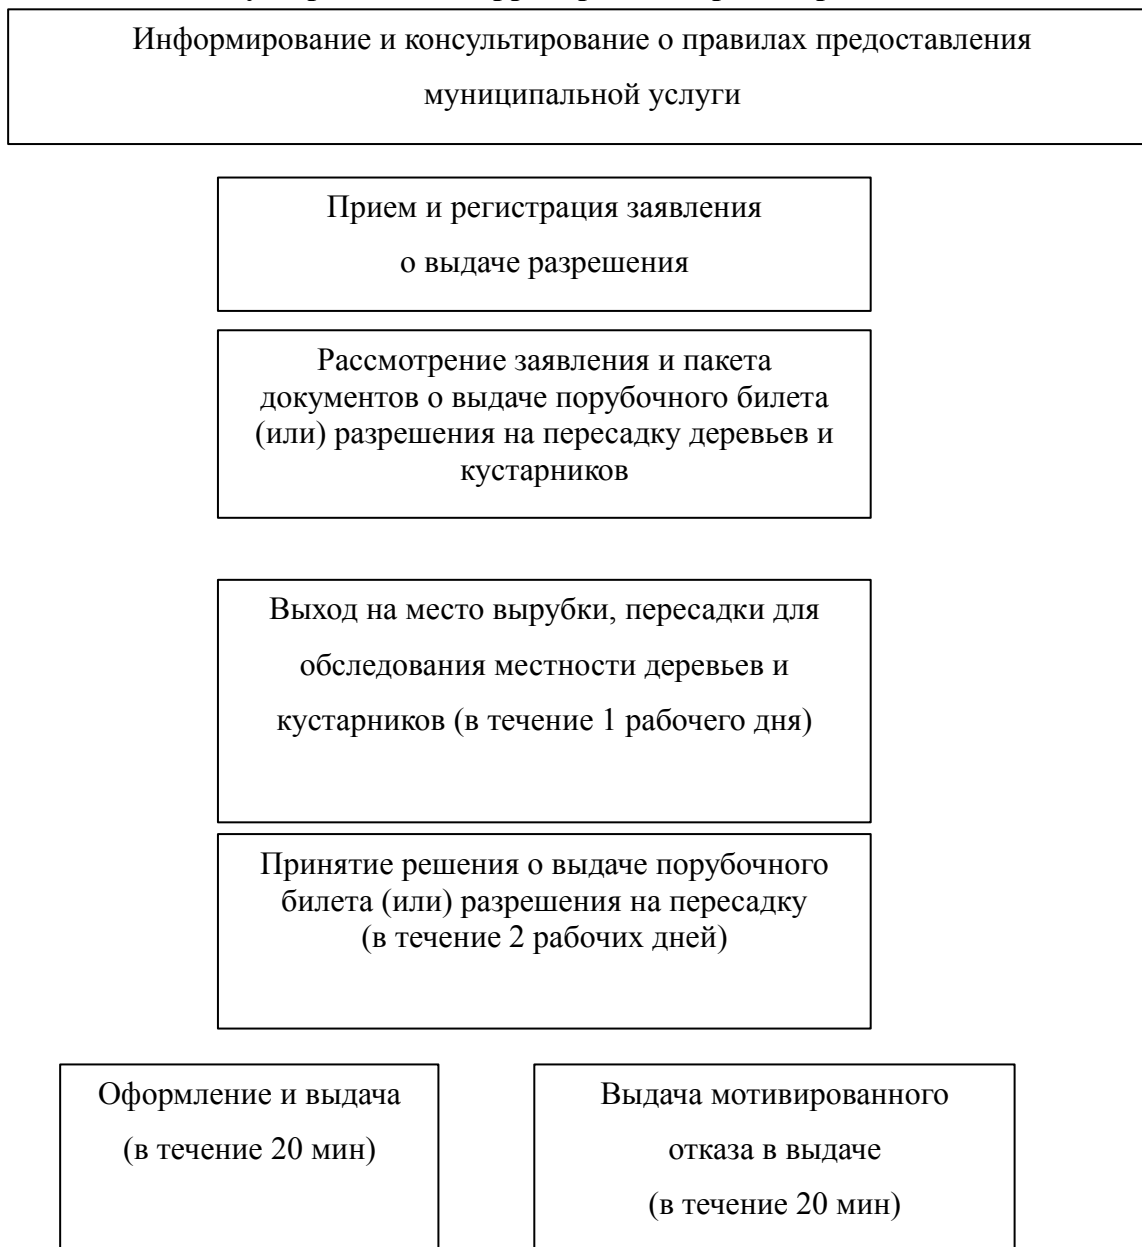 Информирование и консультирование о правилах предоставления
муниципальной услуги
Прием и регистрация заявления
о выдаче разрешения
Рассмотрение заявления и пакета
документов о выдаче порубочного билета
(или) разрешения на пересадку деревьев и
кустарников
Выход на место вырубки, пересадки для
обследования местности деревьев и
кустарников (в течение 1 рабочего дня)
Принятие решения о выдаче порубочного
билета (или) разрешения на пересадку
(в течение 2 рабочих дней)
Оформление и выдача
(в течение 20 мин)
Выдача мотивированного
отказа в выдаче
(в течение 20 мин)